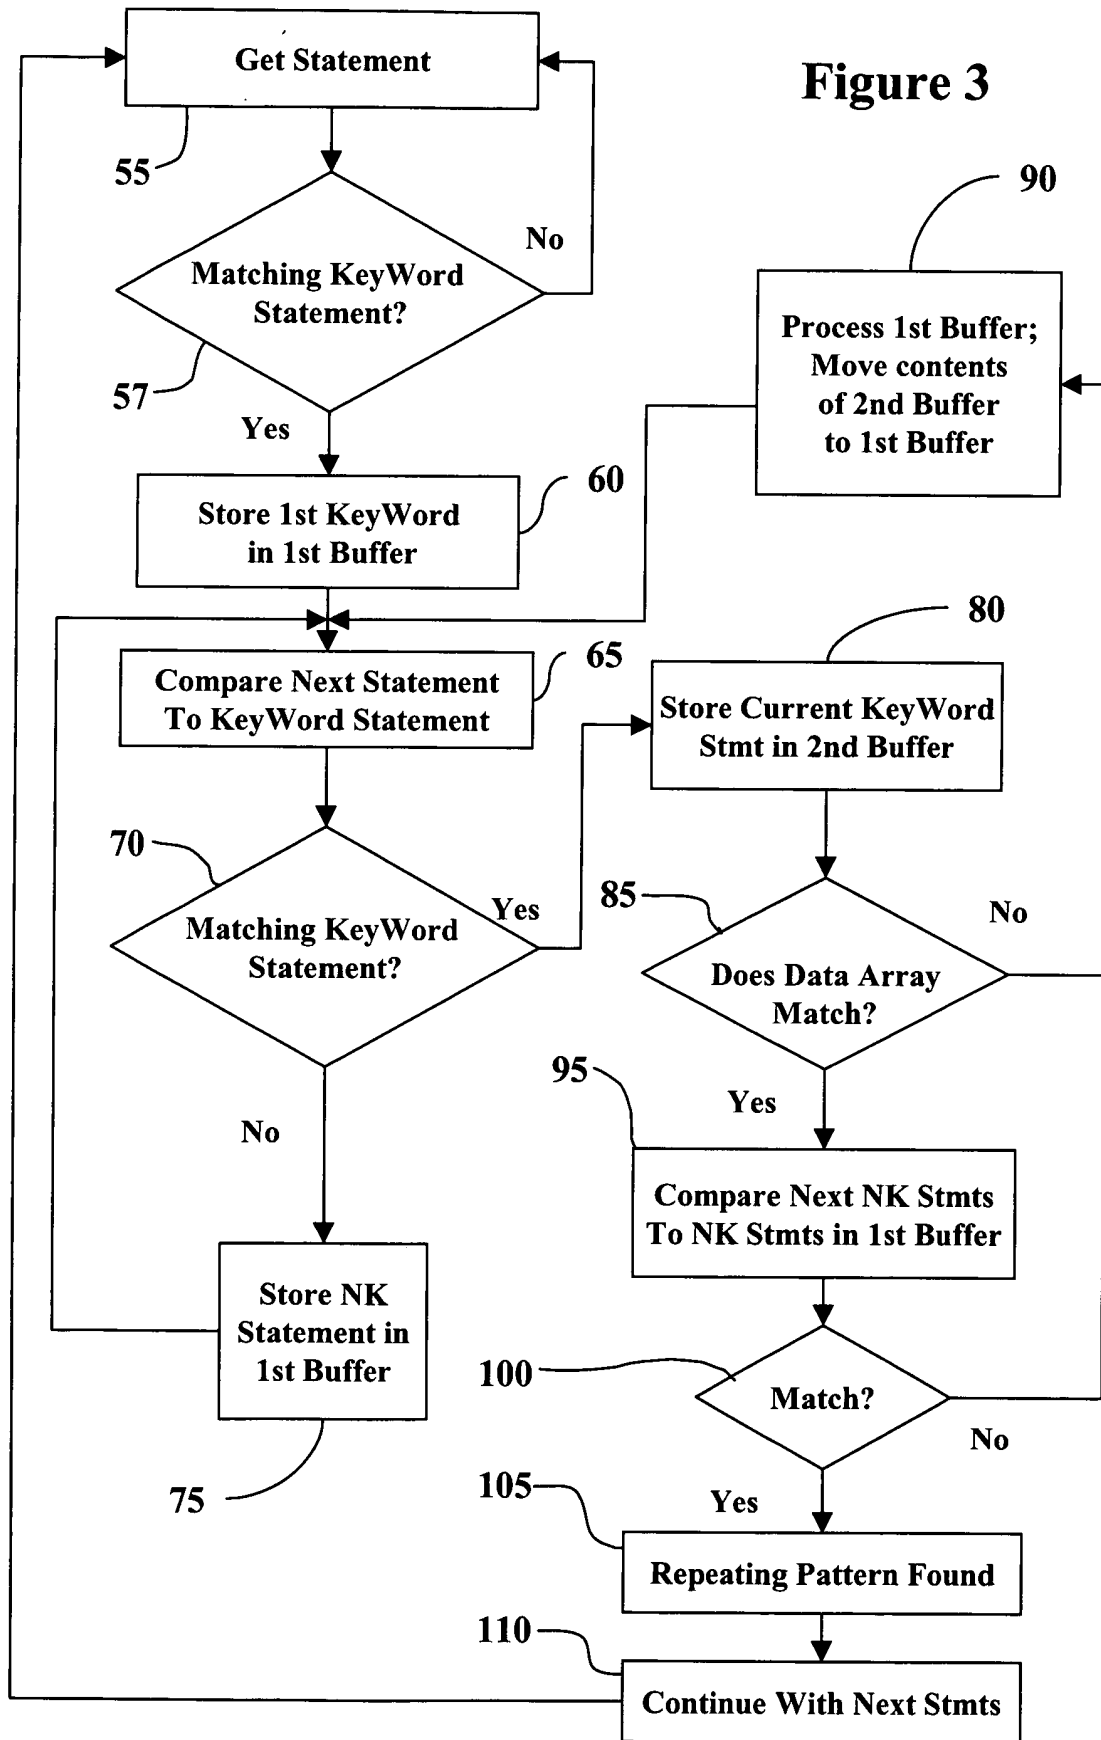 Figure 3
Get Statement
55
Matching KeyWord
Statement?
No
57
Yes
Store 1st KeyWord
in 1st Buffer
60
90
Process 1st Buffer;
Move contents
of 2nd Buffer
to 1st Buffer
Compare Next Statement
To KeyWord Statement
65
80
Store Current KeyWord
Stmt in 2nd Buffer
70
Matching KeyWord
Statement?
Yes
No
Store NK
Statement in
1st Buffer
75
85
Does Data Array
Match?
No
Yes
95
Compare Next NK Stmts
To NK Stmts in 1st Buffer
100
Match?
No
Yes
105
Repeating Pattern Found
110
Continue With Next Stmts